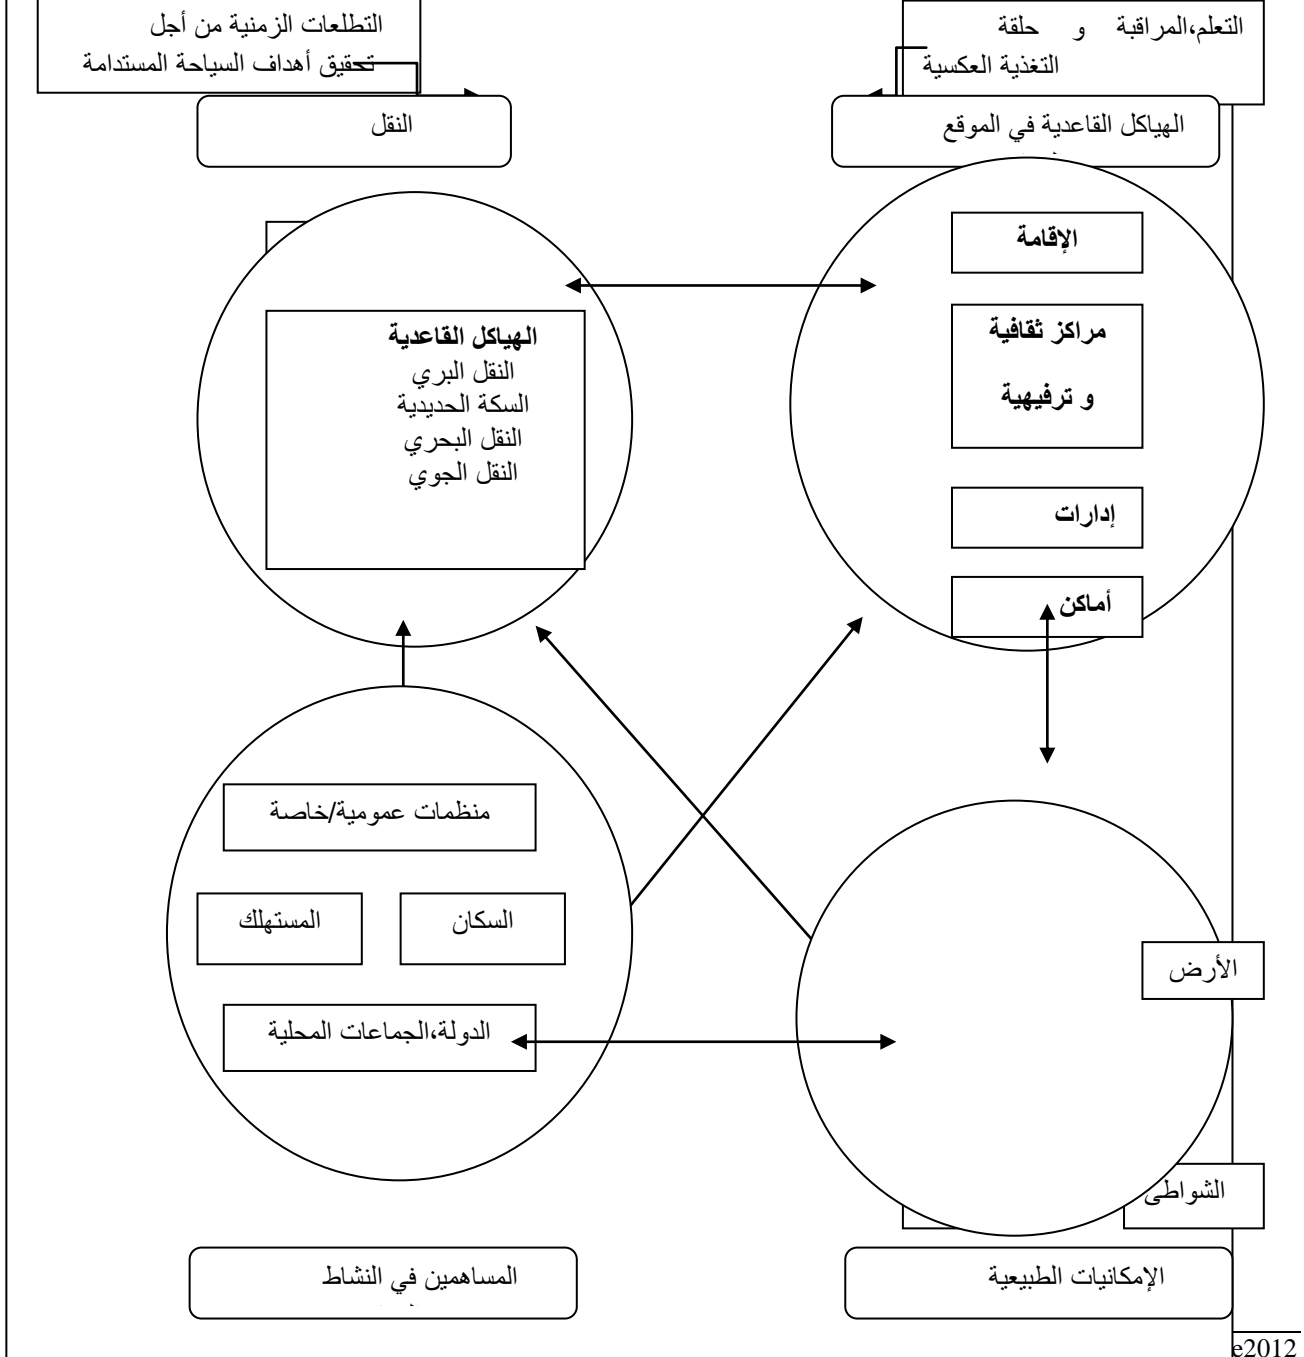 التعلم،المراقبة و حلقة
التغذية العكسية
التطلعات الزمنية من أجل
تحقيق أهداف السياحة المستدامة
الهياكل القاعدية في الموقع
النقل
الإقامة
مراكز ثقافية
و ترفيهية
إدارات
أماكن
الهياكل القاعدية
النقل البري
السكة الحديدية
النقل البحري
النقل الجوي
منظمات عمومية/خاصة
السكان
المستهلك
الدولة،الجماعات المحلية
الأرض
الشواطئ
الإمكانيات الطبيعية
المساهمين في النشاط
e2012